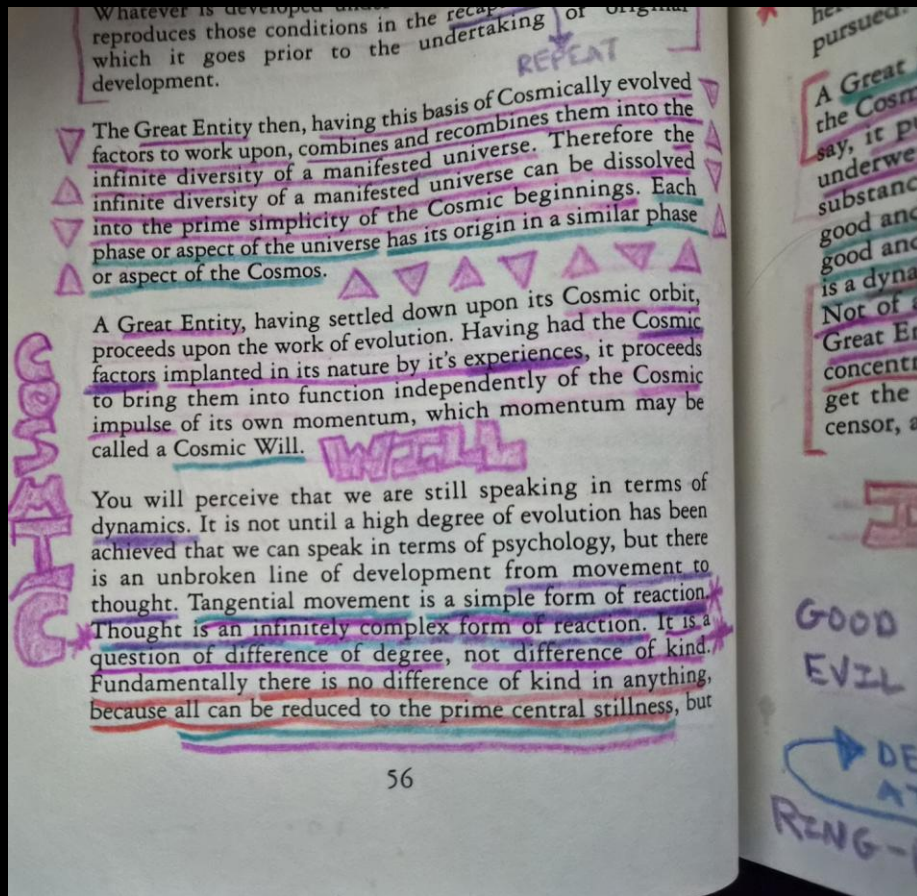 Whatever is developed
reproduces those conditions in the recap
which it goes prior to the undertaking of original
development.
REPEAT
The Great Entity then, having this basis of Cosmically evolved
factors to work upon, combines and recombines them into the
infinite diversity of a manifested universe. Therefore the
infinite diversity of a manifested universe can be dissolved
into the prime simplicity of the Cosmic beginnings. Each
phase or aspect of the universe has its origin in a similar phase
or aspect of the Cosmos.
A Great Entity, having settled down upon its Cosmic orbit,
proceeds upon the work of evolution. Having had the Cosmic
factors implanted in its nature by it's experiences, it proceeds
to bring them into function independently of the Cosmic
impulse of its own momentum, which momentum may be
called a Cosmic Will.
WILL
COSMIC
You will perceive that we are still speaking in terms of
dynamics. It is not until a high degree of evolution has been
achieved that we can speak in terms of psychology, but there
is an unbroken line of development from movement to
thought. Tangential movement is a simple form of reaction.
Thought is an infinitely complex form of reaction. It is a
question of difference of degree, not difference of kind.
Fundamentally there is no difference of kind in anything,
because all can be reduced to the prime central stillness, but
56
pursued.
A Great
the Cosm
say, it p
underwe
substanc
good and
good and
is a dyna
Not of
Great E
concentr
get the
censor, a
GOOD
EVIL
DE
AT
RING-